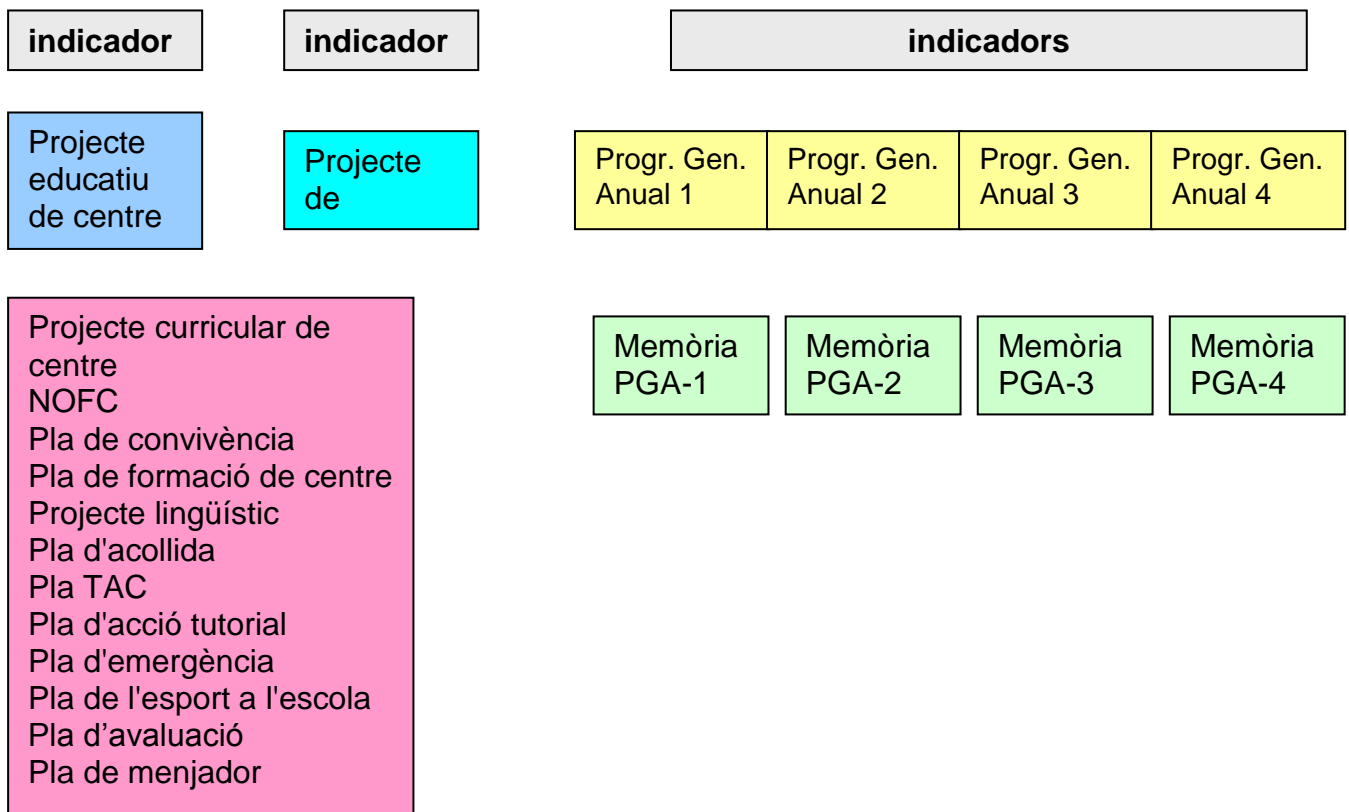 indicador
indicador
indicadors
Projecte
educatiu
de centre
Projecte
de
Progr. Gen.
Anual 1
Progr. Gen.
Anual 2
Progr. Gen.
Anual 3
Progr. Gen.
Anual 4
Projecte curricular de
centre
NOFC
Pla de convivència
Pla de formació de centre
Projecte lingüístic
Pla d'acollida
Pla TAC
Pla d'acció tutorial
Pla d'emergència
Pla de l'esport a l'escola
Pla d’avaluació
Pla de menjador
Memòria
PGA-1
Memòria
PGA-2
Memòria
PGA-3
Memòria
PGA-4